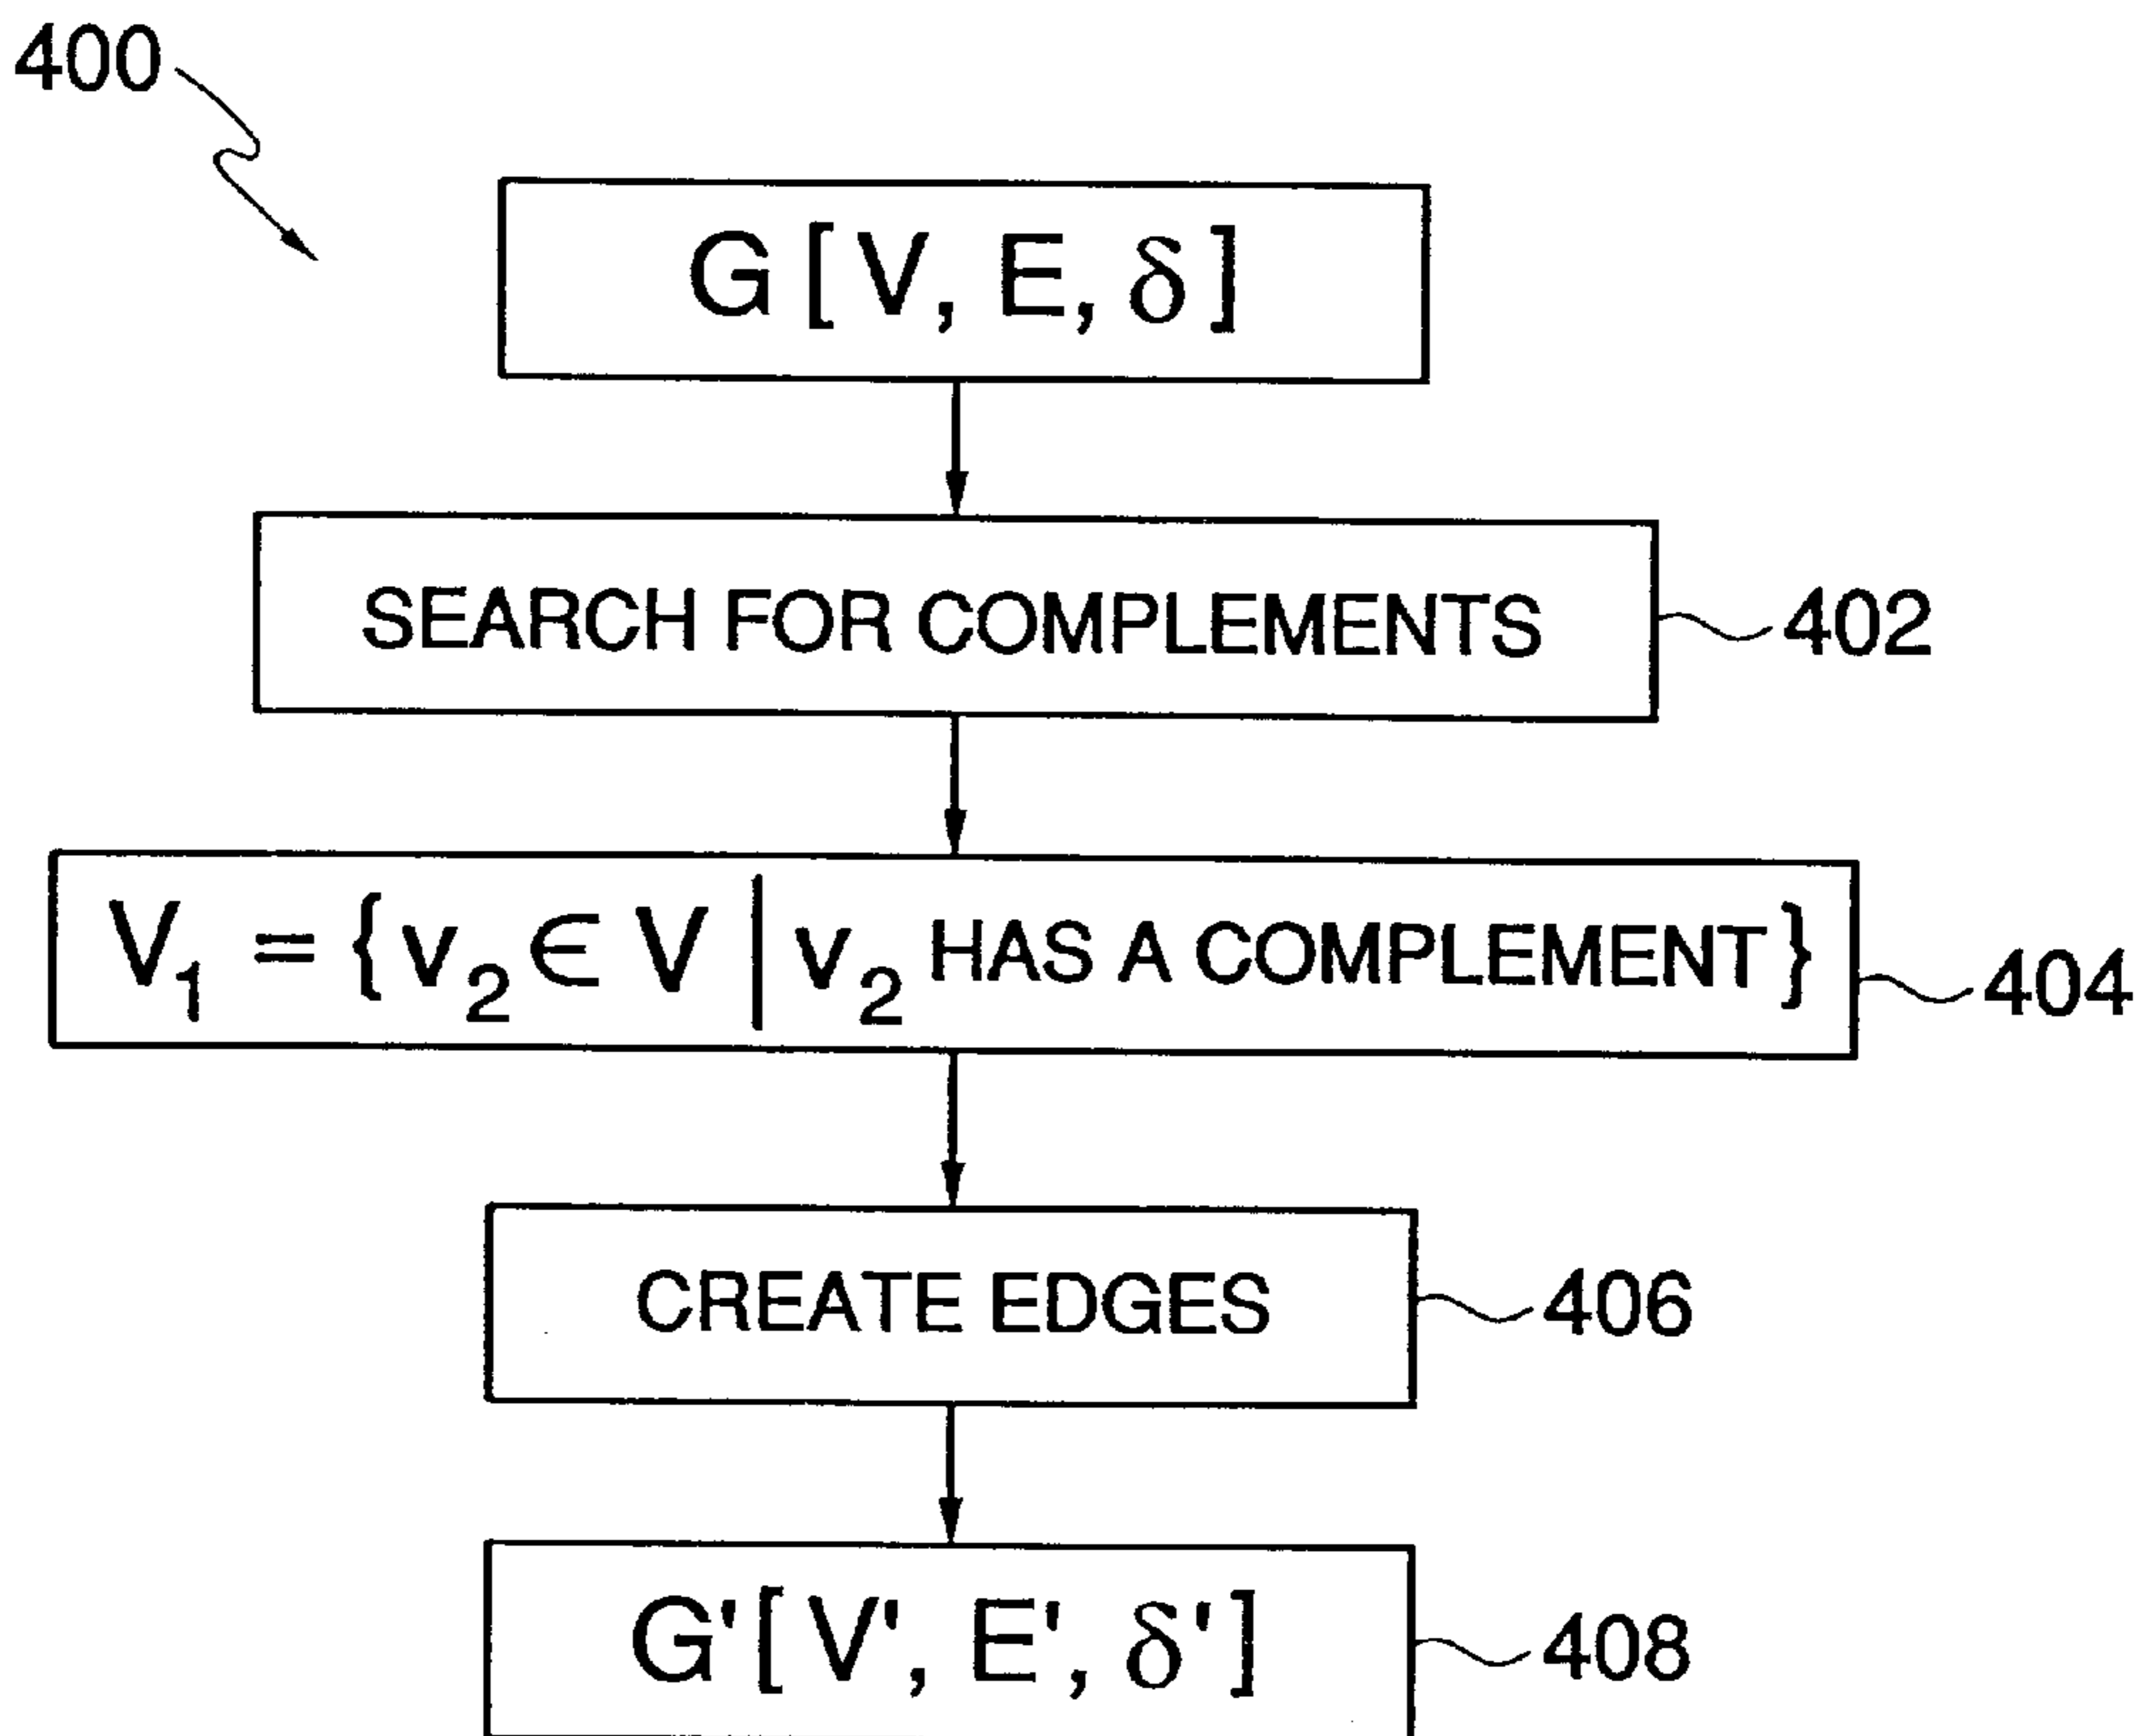 400
G [ V, E, δ ]
SEARCH FOR COMPLEMENTS 402
V₁ = { v₂ ∈ V | v₂ HAS A COMPLEMENT } 404
CREATE EDGES 406
G' [ V', E', δ' ] 408